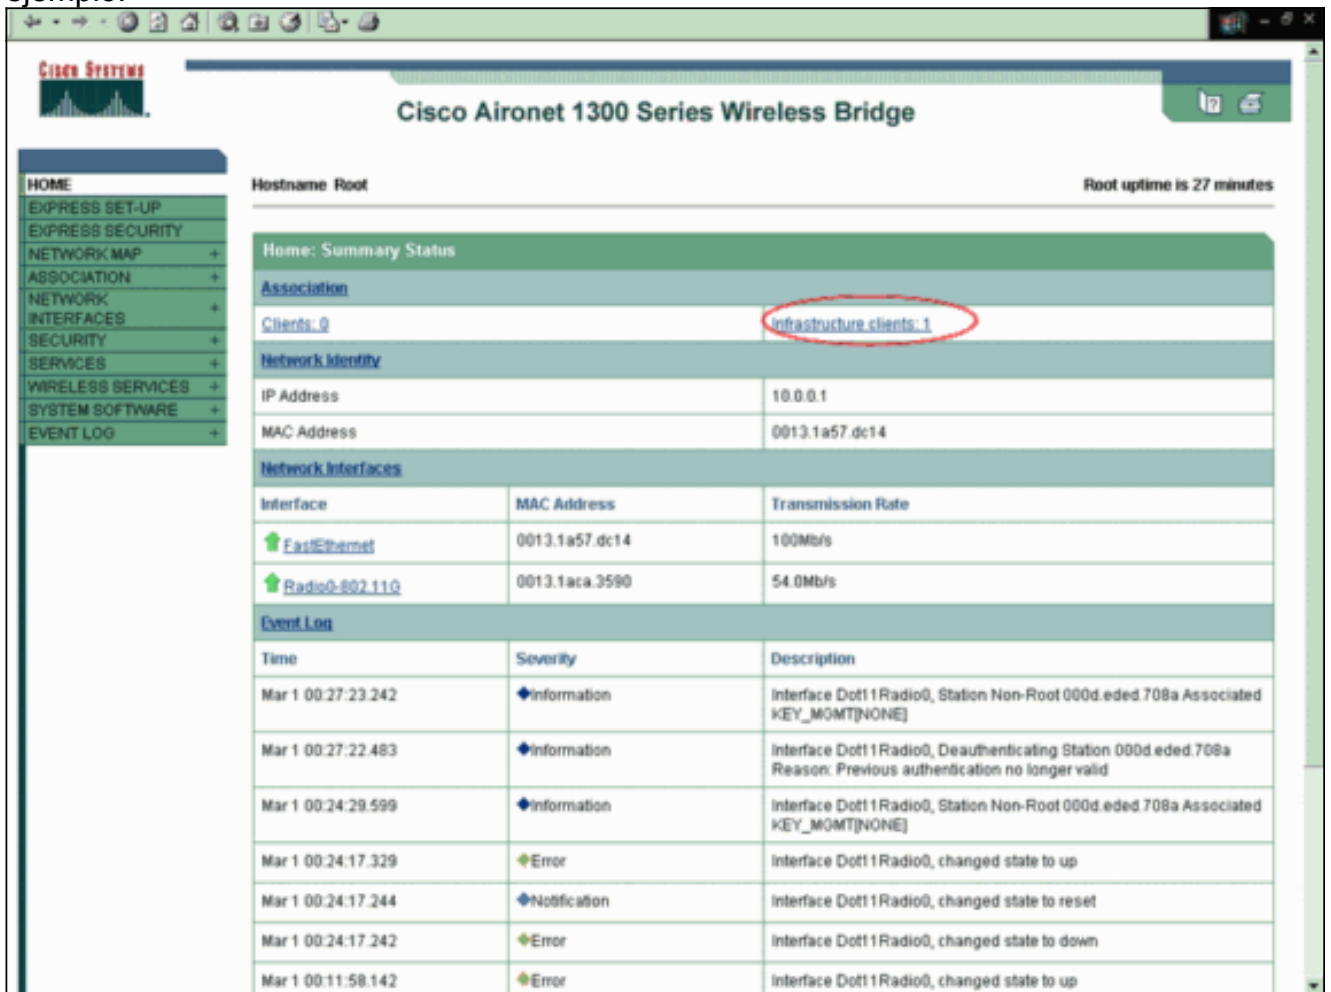 ejemplo:
CISCO SYSTEMS
Cisco Aironet 1300 Series Wireless Bridge
HOME
EXPRESS SET-UP
EXPRESS SECURITY
NETWORK MAP +
ASSOCIATION +
NETWORK
INTERFACES +
SECURITY +
SERVICES +
WIRELESS SERVICES +
SYSTEM SOFTWARE +
EVENT LOG +
Hostname Root Root uptime is 27 minutes
Home: Summary Status
Association
Clients: 0 Infrastructure clients: 1
Network Identity
IP Address 10.0.0.1
MAC Address 0013.1a57.dc14
Network Interfaces
Interface MAC Address Transmission Rate
FastEthernet 0013.1a57.dc14 100Mb/s
Radio0-802.11G 0013.1aca.3590 54.0Mb/s
Event Log
Time Severity Description
Mar 1 00:27:23.242 Information Interface Dot11Radio0, Station Non-Root 000d.eded.708a Associated
KEY_MGMT[NONE]
Mar 1 00:27:22.483 Information Interface Dot11Radio0, Deauthenticating Station 000d.eded.708a
Reason: Previous authentication no longer valid
Mar 1 00:24:29.599 Information Interface Dot11Radio0, Station Non-Root 000d.eded.708a Associated
KEY_MGMT[NONE]
Mar 1 00:24:17.329 Error Interface Dot11Radio0, changed state to up
Mar 1 00:24:17.244 Notification Interface Dot11Radio0, changed state to reset
Mar 1 00:24:17.242 Error Interface Dot11Radio0, changed state to down
Mar 1 00:11:58.142 Error Interface Dot11Radio0, changed state to up